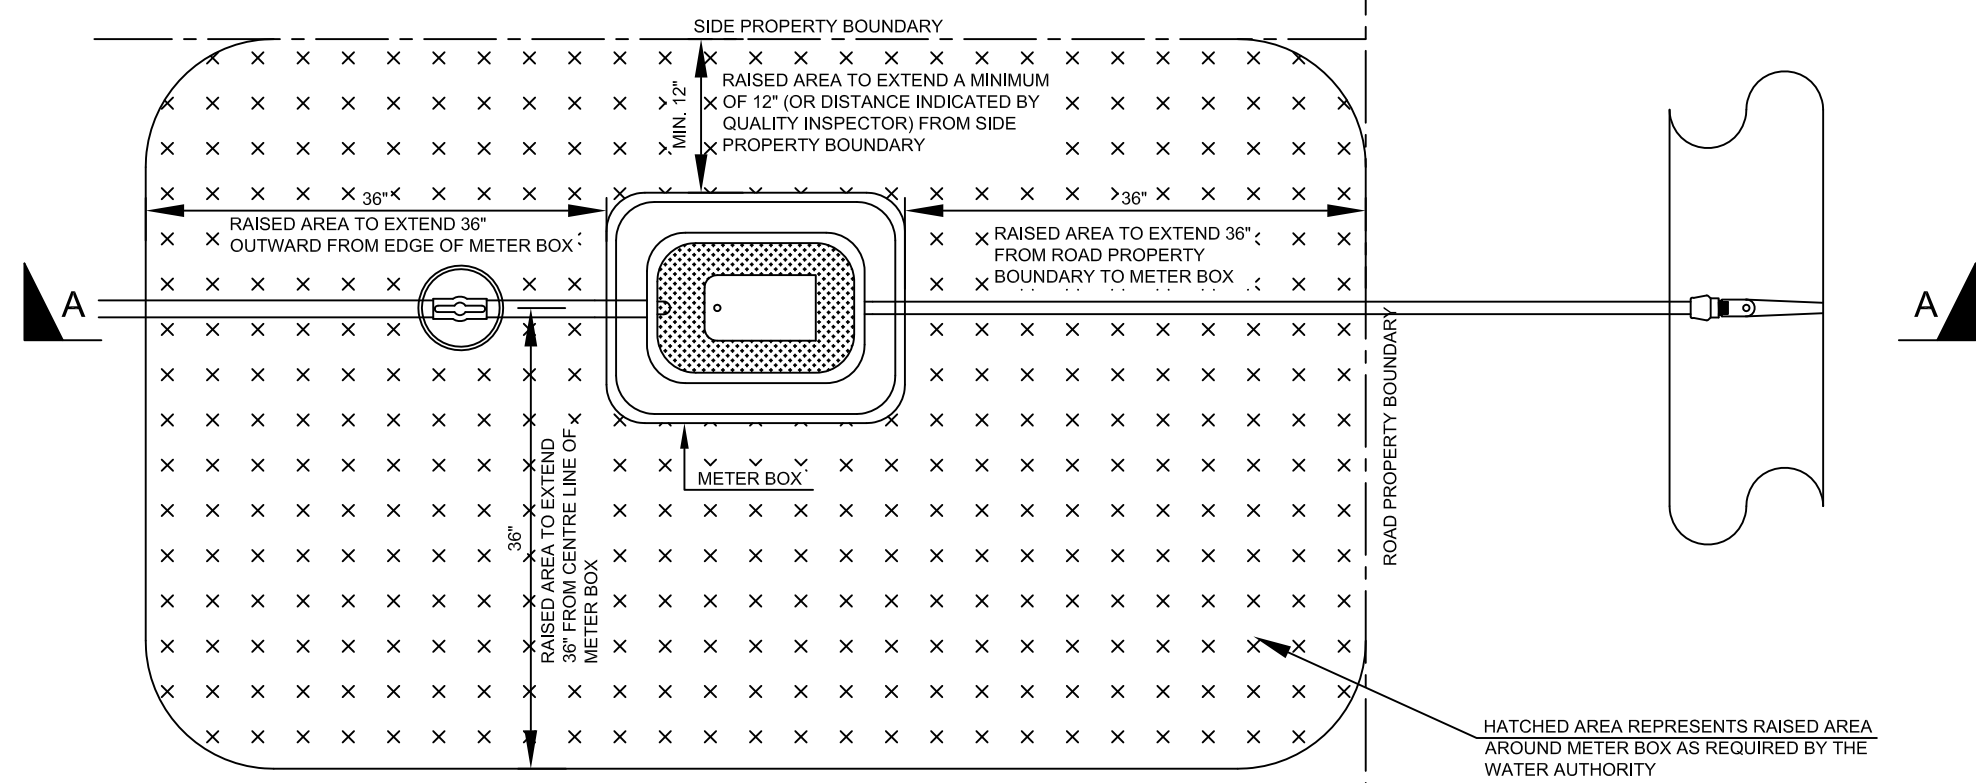 SIDE PROPERTY BOUNDARY
MIN. 12"
RAISED AREA TO EXTEND A MINIMUM
OF 12" (OR DISTANCE INDICATED BY
QUALITY INSPECTOR) FROM SIDE
PROPERTY BOUNDARY
36"
RAISED AREA TO EXTEND 36"
OUTWARD FROM EDGE OF METER BOX
36"
RAISED AREA TO EXTEND 36"
FROM ROAD PROPERTY
BOUNDARY TO METER BOX
A
A
METER BOX
36"
RAISED AREA TO EXTEND
36" FROM CENTRE LINE OF
METER BOX
ROAD PROPERTY BOUNDARY
HATCHED AREA REPRESENTS RAISED AREA
AROUND METER BOX AS REQUIRED BY THE
WATER AUTHORITY